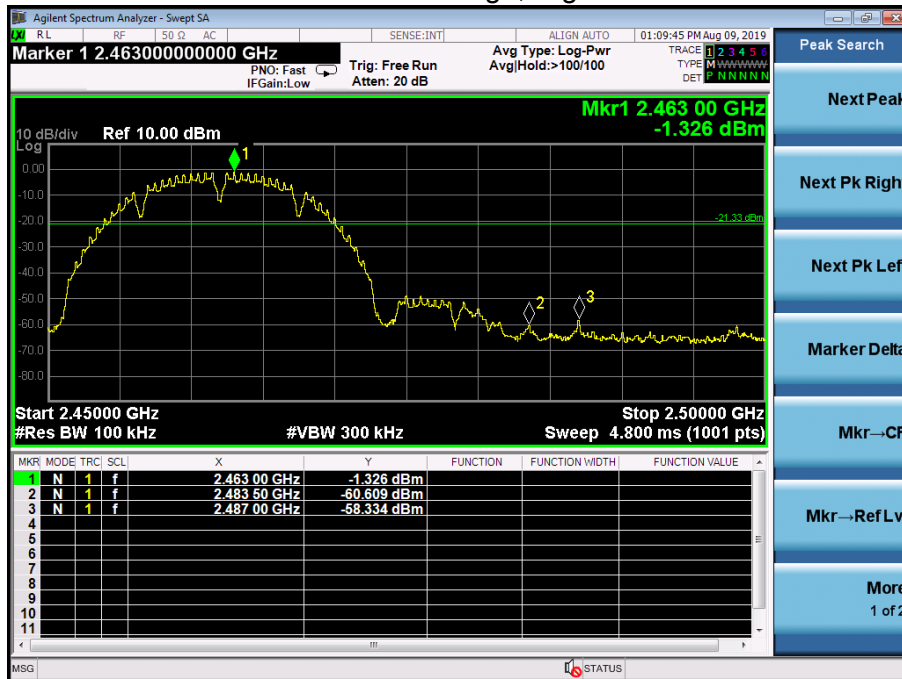 Agilent Spectrum Analyzer - Swept SA
LXI RL RF 50 Ω AC SENSE:INT ALIGN AUTO 01:09:45 PM Aug 09, 2019
Marker 1 2.463000000000 GHz
PNO: Fast
IFGain:Low
Trig: Free Run
Atten: 20 dB
Avg Type: Log-Pwr
Avg|Hold:>100/100
TRACE 1 2 3 4 5 6
TYPE M WWWWW
DET P N N N N N
Mkr1 2.463 00 GHz
-1.326 dBm
10 dB/div Ref 10.00 dBm
Log
1
0.00
-10.0
-20.0
-21.33 dBm
-30.0
-40.0
-50.0
2
3
-60.0
-70.0
-80.0
Start 2.45000 GHz Stop 2.50000 GHz
#Res BW 100 kHz #VBW 300 kHz Sweep 4.800 ms (1001 pts)
MKR MODE TRC SCL X Y FUNCTION FUNCTION WIDTH FUNCTION VALUE
1 N 1 f 2.463 00 GHz -1.326 dBm
2 N 1 f 2.483 50 GHz -60.609 dBm
3 N 1 f 2.487 00 GHz -58.334 dBm
4
5
6
7
8
9
10
11
MSG STATUS
Peak Search
Next Peak
Next Pk Righ
Next Pk Lef
Marker Delta
Mkr→CF
Mkr→Ref Lv
More
1 of 2